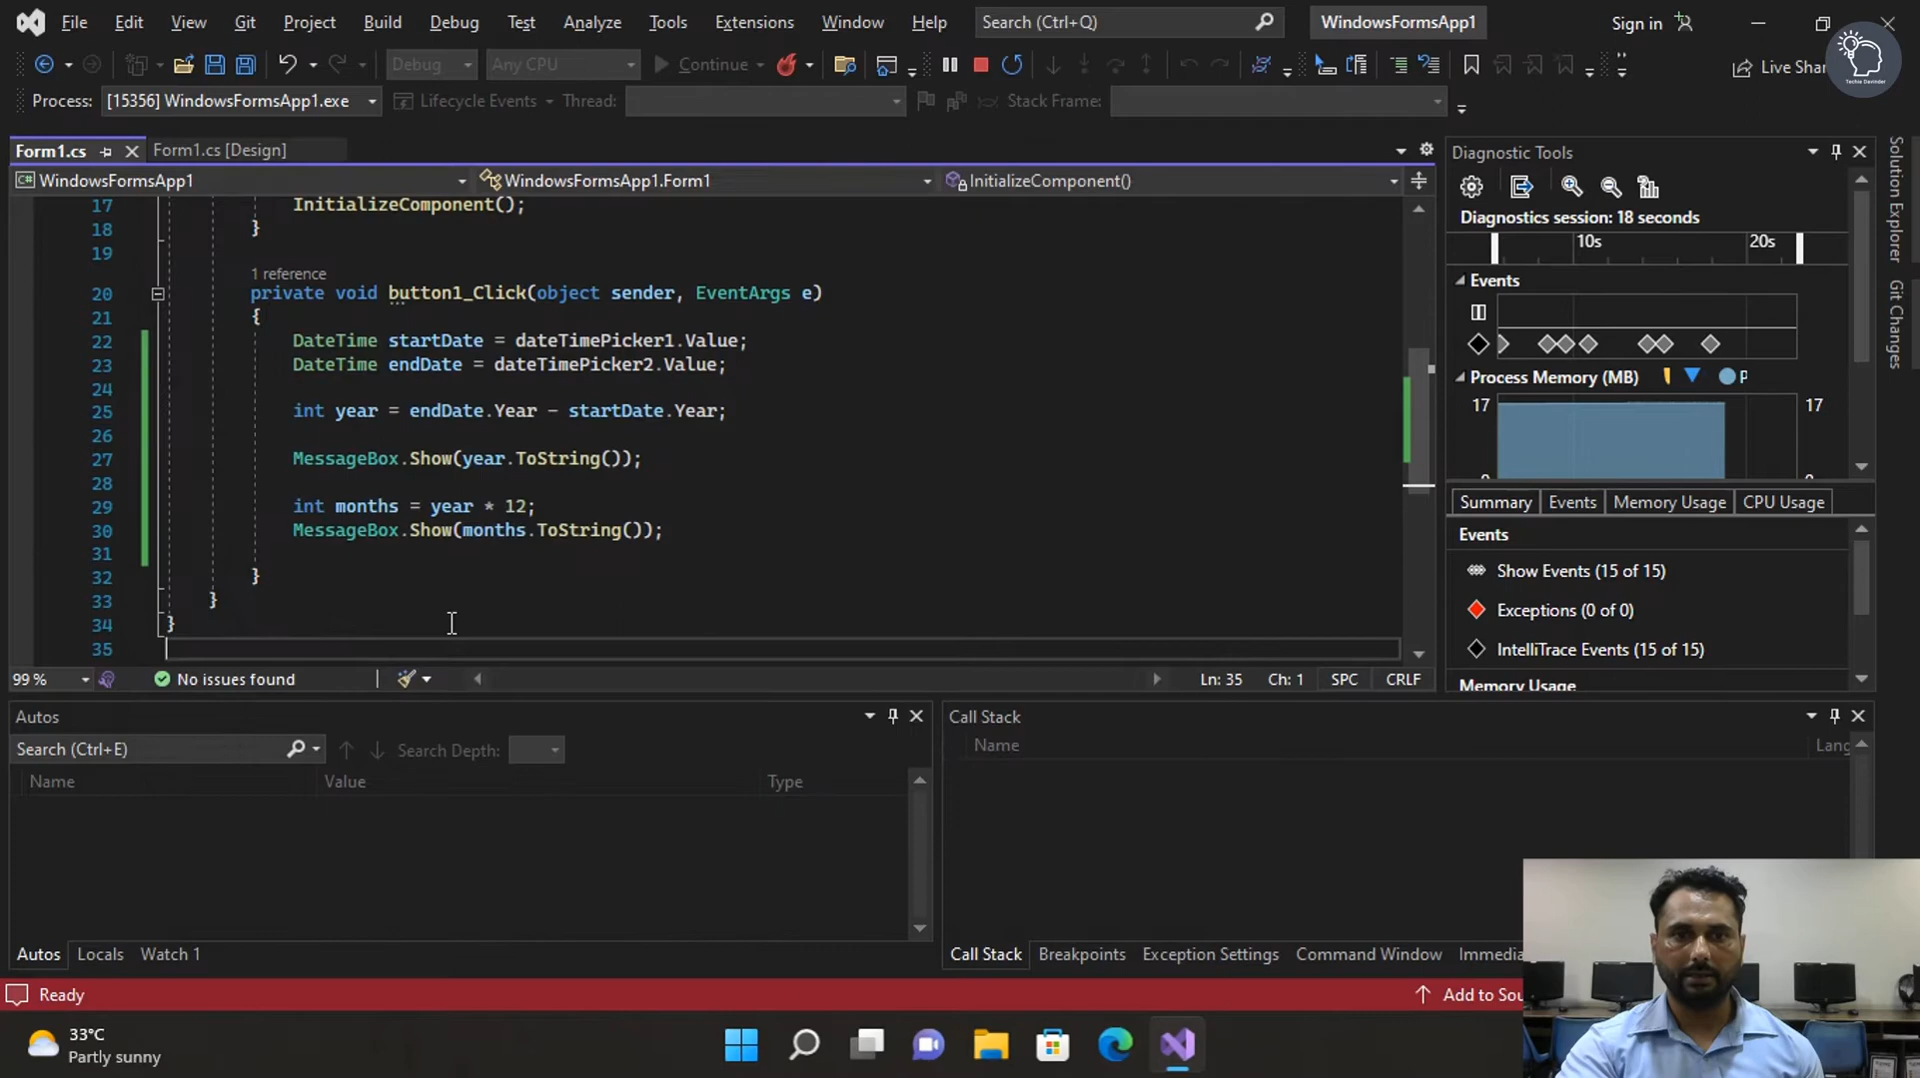 File Edit View Git Project Build Debug Test Analyze Tools Extensions Window Help Search (Ctrl+Q) WindowsFormsApp1 Sign in
Debug Any CPU Continue Live Shar
Techie Davinder
Process: [15356] WindowsFormsApp1.exe Lifecycle Events Thread: Stack Frame:
Form1.cs Form1.cs [Design]
C# WindowsFormsApp1 WindowsFormsApp1.Form1 InitializeComponent()
17 InitializeComponent();
18 }
19
1 reference
20 private void button1_Click(object sender, EventArgs e)
21 {
22 DateTime startDate = dateTimePicker1.Value;
23 DateTime endDate = dateTimePicker2.Value;
24
25 int year = endDate.Year - startDate.Year;
26
27 MessageBox.Show(year.ToString());
28
29 int months = year * 12;
30 MessageBox.Show(months.ToString());
31
32 }
33 }
34 }
35
99 % No issues found Ln: 35 Ch: 1 SPC CRLF
Diagnostic Tools
Diagnostics session: 18 seconds
10s 20s
Events
Process Memory (MB) P
17 17
Summary Events Memory Usage CPU Usage
Events
Show Events (15 of 15)
Exceptions (0 of 0)
IntelliTrace Events (15 of 15)
Memory Usage
Solution Explorer
Git Changes
Autos
Search (Ctrl+E) Search Depth:
Name Value Type
Autos Locals Watch 1
Call Stack
Name Lang
Call Stack Breakpoints Exception Settings Command Window Immedia
Ready Add to Sou
33°C
Partly sunny